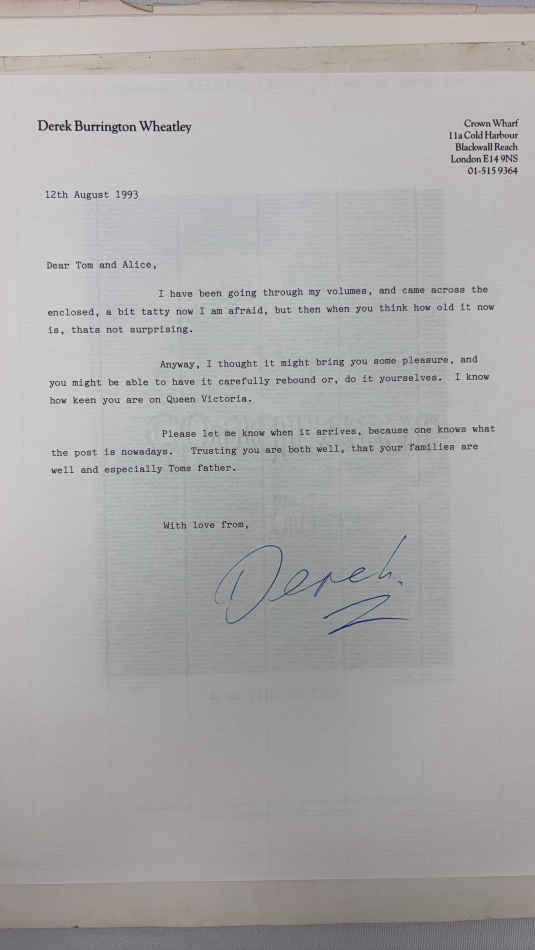 Derek Burrington Wheatley
Crown Wharf
11a Cold Harbour
Blackwall Reach
London E14 9NS
01-515 9364
12th August 1993
Dear Tom and Alice,
I have been going through my volumes, and came across the
enclosed, a bit tatty now I am afraid, but then when you think how old it now
is, thats not surprising.
Anyway, I thought it might bring you some pleasure, and
you might be able to have it carefully rebound or, do it yourselves. I know
how keen you are on Queen Victoria.
Please let me know when it arrives, because one knows what
the post is nowadays. Trusting you are both well, that your families are
well and especially Toms father.
With love from,
Derek.